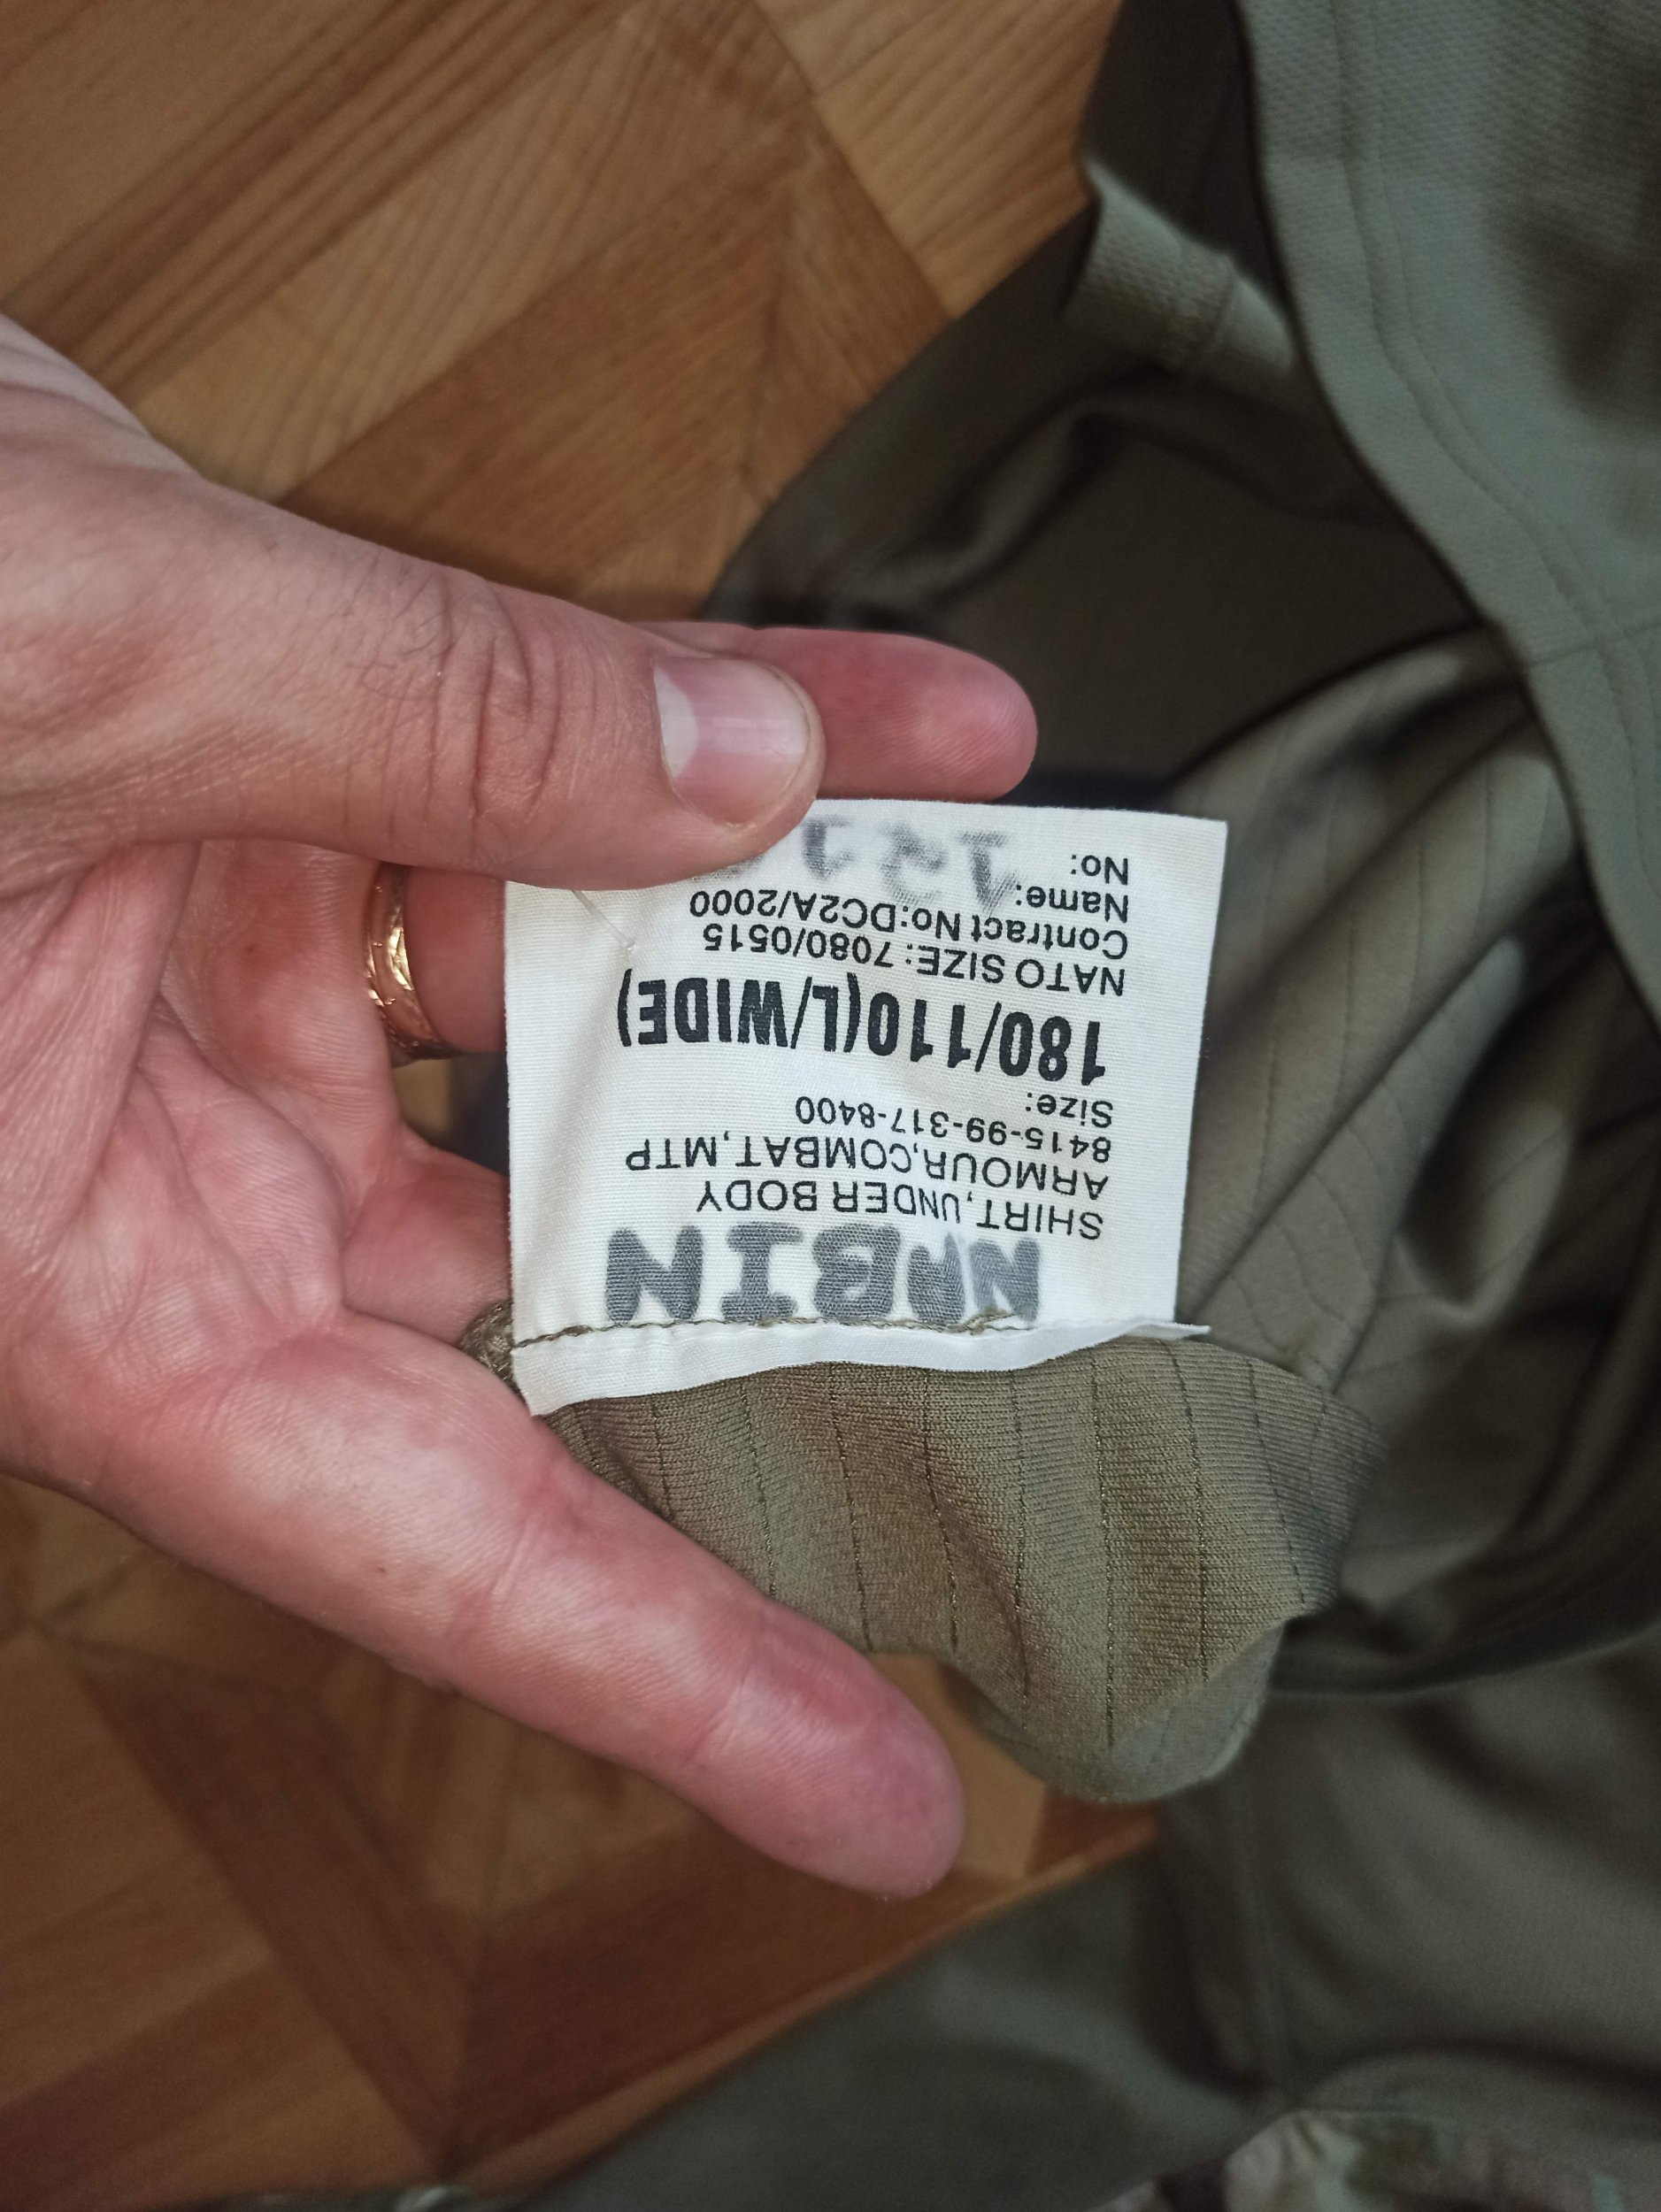 NABIN
SHIRT,UNDER BODY
ARMOUR,COMBAT,MTP
8415-99-317-8400
Size:
180/110(L/WIDE)
NATO SIZE: 7080/0515
Contract No:DC2A/2000
Name:
No: